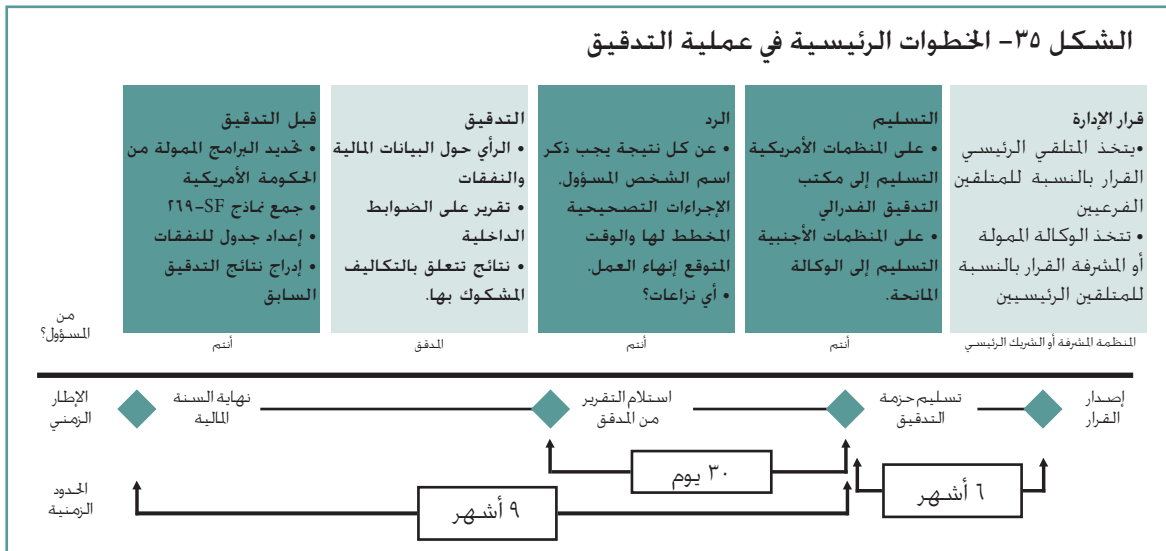 الشكل ٣٥- الخطوات الرئيسية في عملية التدقيق
قبل التدقيق
• تحديد البرامج الممولة من
الحكومة الأمريكية
• جمع نماذج SF-٢٦٩
• إعداد جدول للنفقات
• إدراج نتائج التدقيق
السابق
التدقيق
• الرأي حول البيانات المالية
والنفقات
• تقرير على الضوابط
الداخلية
• نتائج تتعلق بالتكاليف
المشكوك بها.
الرد
• عن كل نتيجة يجب ذكر
اسم الشخص المسؤول.
الإجراءات التصحيحية
المخطط لها والوقت
المتوقع إنهاء العمل.
• أي نزاعات؟
التسليم
• على المنظمات الأمريكية
التسليم إلى مكتب
التدقيق الفدرالي
• على المنظمات الأجنبية
التسليم إلى الوكالة
المانحة.
قرار الإدارة
•يتخذ المتلقي الرئيسي
القرار بالنسبة للمتلقين
الفرعيين
• تتخذ الوكالة الممولة
أو المشرفة القرار بالنسبة
للمتلقين الرئيسيين
من
المسؤول؟
أنتم
المدقق
أنتم
أنتم
المنظمة المشرفة أو الشريك الرئيسي
الإطار
الزمني
نهاية السنة
المالية
استلام التقرير
من المدقق
تسليم حزمة
التدقيق
إصدار
القرار
الحدود
الزمنية
٩ أشهر
٣٠ يوم
٦ أشهر